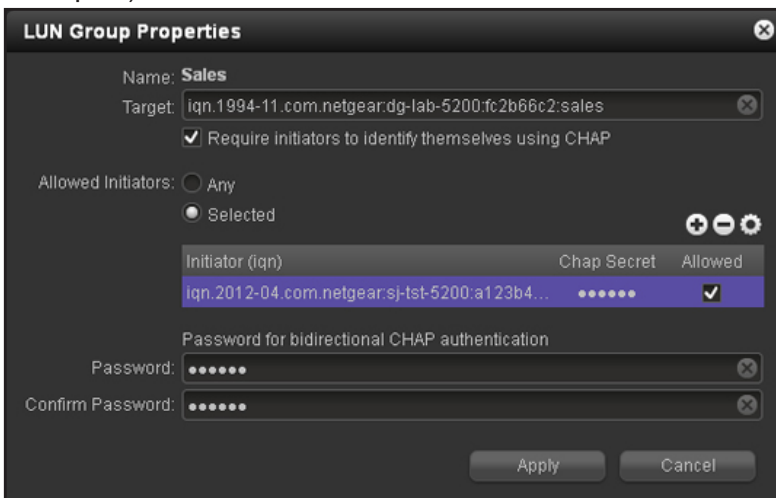 LUN Group Properties
Name: Sales
Target: iqn.1994-11.com.netgear:dg-lab-5200:fc2b66c2:sales
Require initiators to identify themselves using CHAP
Allowed Initiators: Any
Selected
Initiator (iqn) Chap Secret Allowed
iqn.2012-04.com.netgear:sj-tst-5200:a123b4... ••••••
Password for bidirectional CHAP authentication
Password: ••••••
Confirm Password: ••••••
Apply Cancel